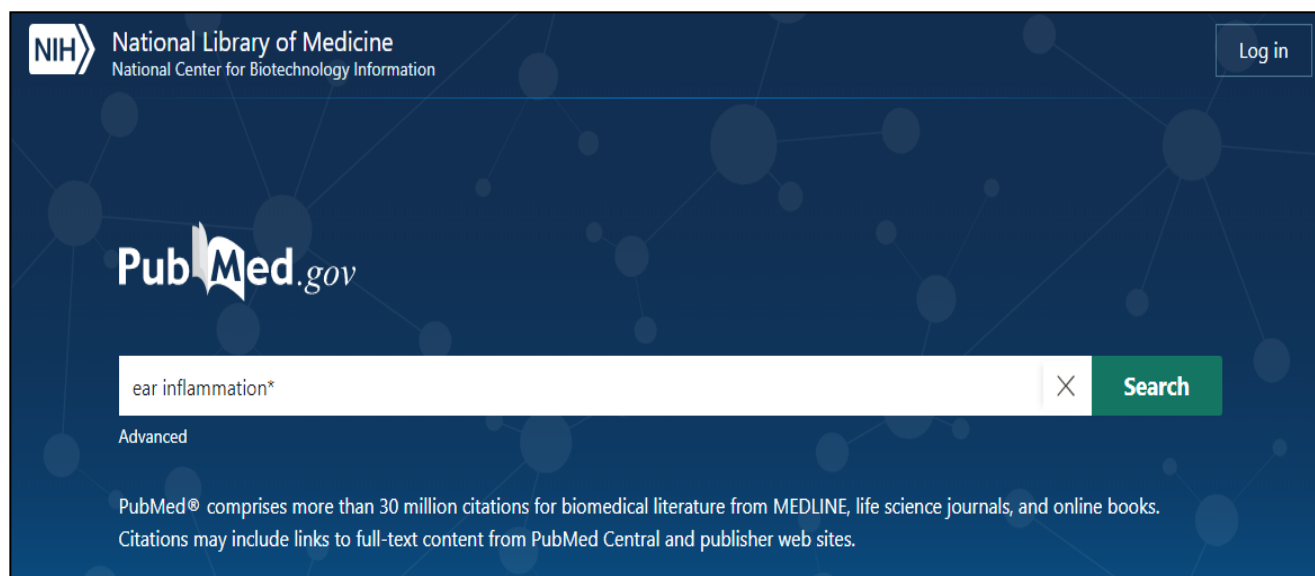 NIH
National Library of Medicine
National Center for Biotechnology Information
Log in
PubMed.gov
ear inflammation*
Search
Advanced
PubMed® comprises more than 30 million citations for biomedical literature from MEDLINE, life science journals, and online books.
Citations may include links to full-text content from PubMed Central and publisher web sites.